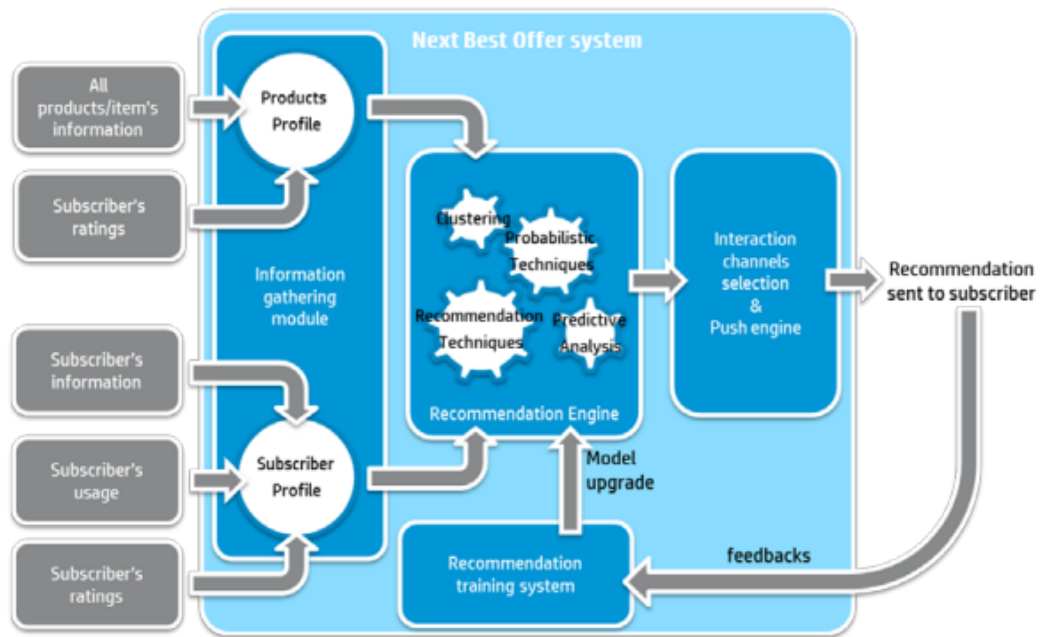 Next Best Offer system
All
products/item's
information
Subscriber's
ratings
Subscriber's
information
Subscriber's
usage
Subscriber's
ratings
Products
Profile
Information
gathering
module
Subscriber
Profile
Clustering
Probabilistic
Techniques
Recommendation
Techniques
Predictive
Analysis
Recommendation Engine
Interaction
channels
selection
&
Push engine
Recommendation
sent to subscriber
Model
upgrade
Recommendation
training system
feedbacks